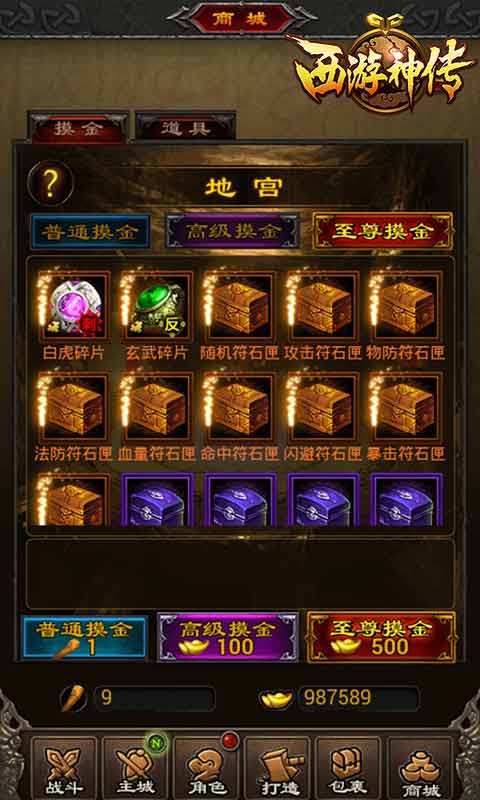 商城
西游神传
摸金 道具
?
地宫
普通摸金 高级摸金 至尊摸金
刺 反
白虎碎片 玄武碎片 随机符石匣 攻击符石匣 物防符石匣
法防符石匣 血量符石匣 命中符石匣 闪避符石匣 暴击符石匣
普通摸金 高级摸金 至尊摸金
1 100 500
9 987589
N
战斗 主城 角色 打造 包裹 商城